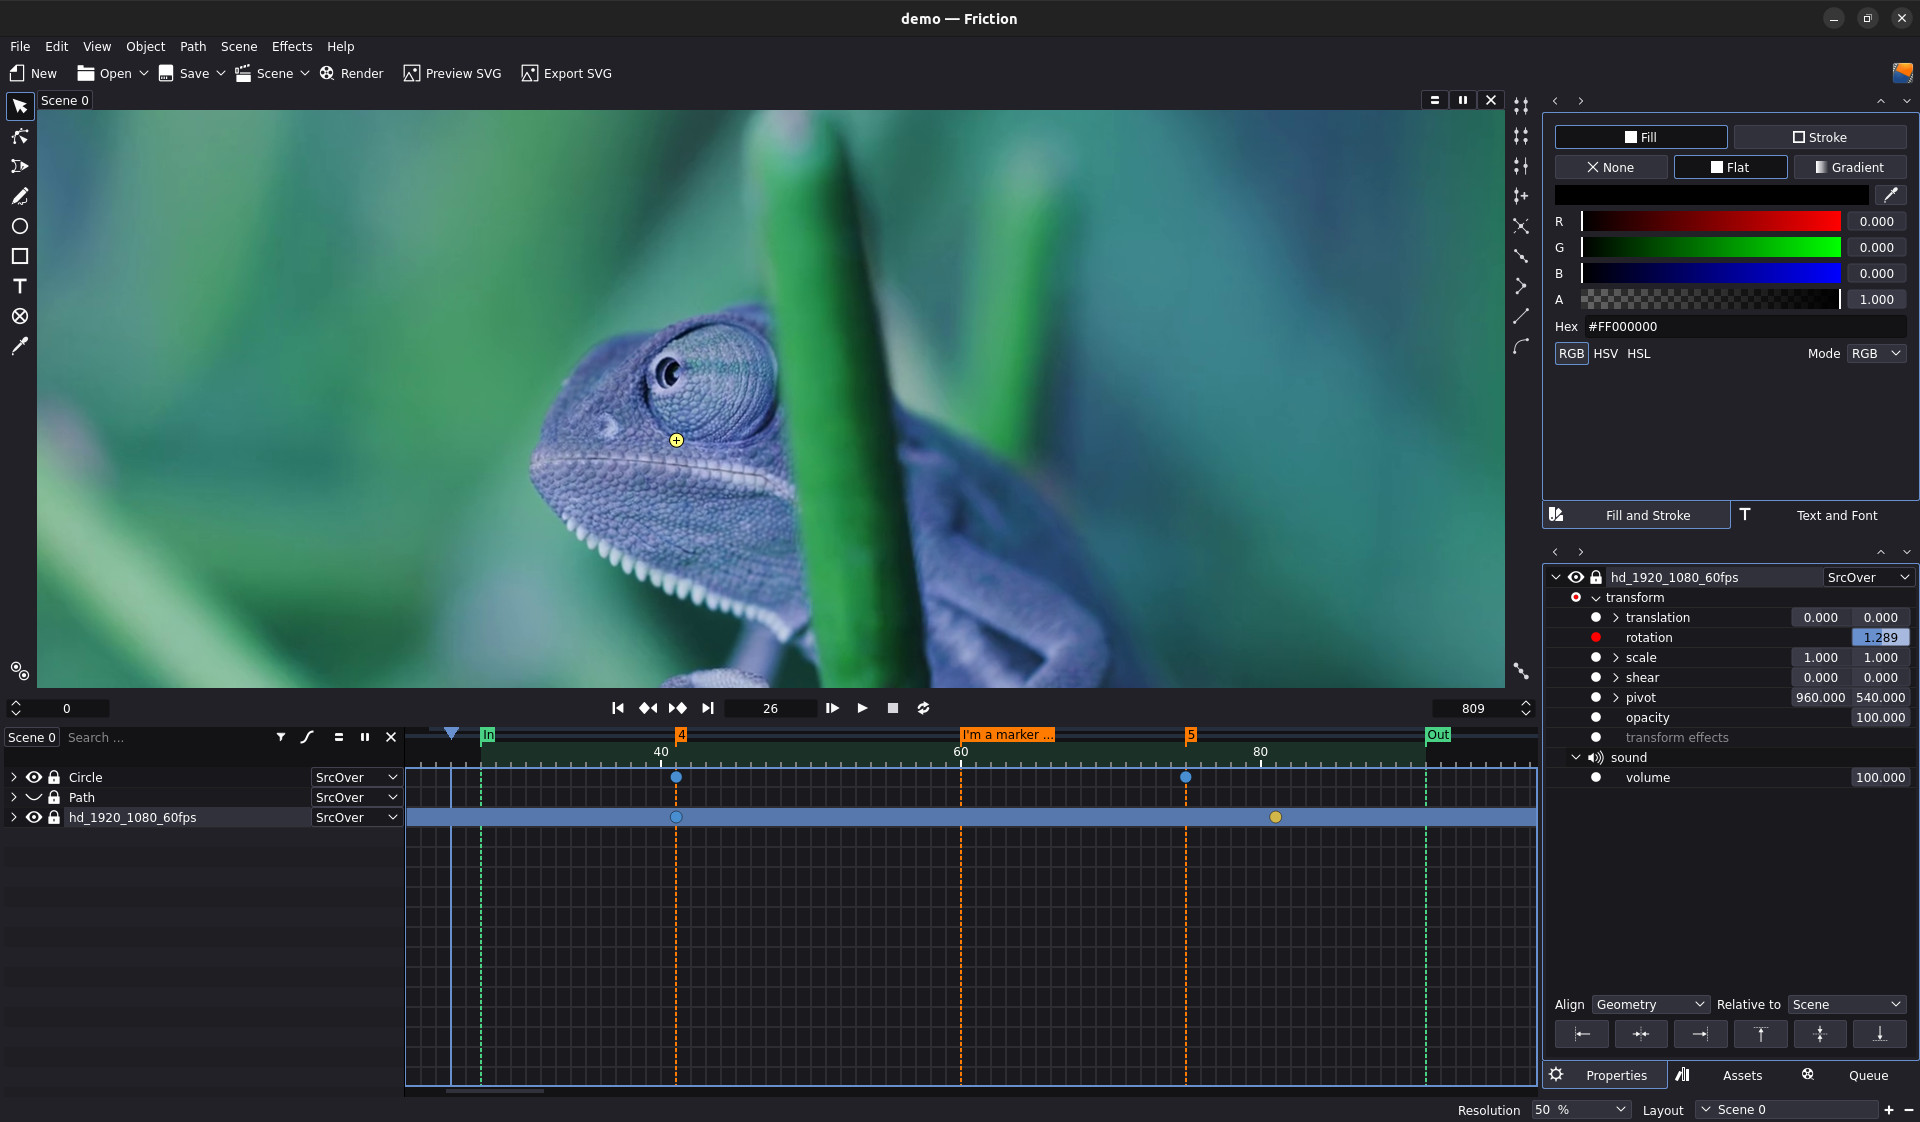 demo — Friction
File Edit View Object Path Scene Effects Help
New Open Save Scene Render Preview SVG Export SVG
Scene 0
Fill Stroke
None Flat Gradient
R 0.000
G 0.000
B 0.000
A 1.000
Hex #FF000000
RGB HSV HSL Mode RGB
Fill and Stroke T Text and Font
hd_1920_1080_60fps SrcOver
transform
translation 0.000 0.000
rotation 1.289
scale 1.000 1.000
shear 0.000 0.000
pivot 960.000 540.000
opacity 100.000
transform effects
sound
volume 100.000
0 26 809
Scene 0 Search ... In 4 I'm a marker ... 5 Out
40 60 80
Circle SrcOver
Path SrcOver
hd_1920_1080_60fps SrcOver
Align Geometry Relative to Scene
Properties Assets Queue
Resolution 50 % Layout Scene 0